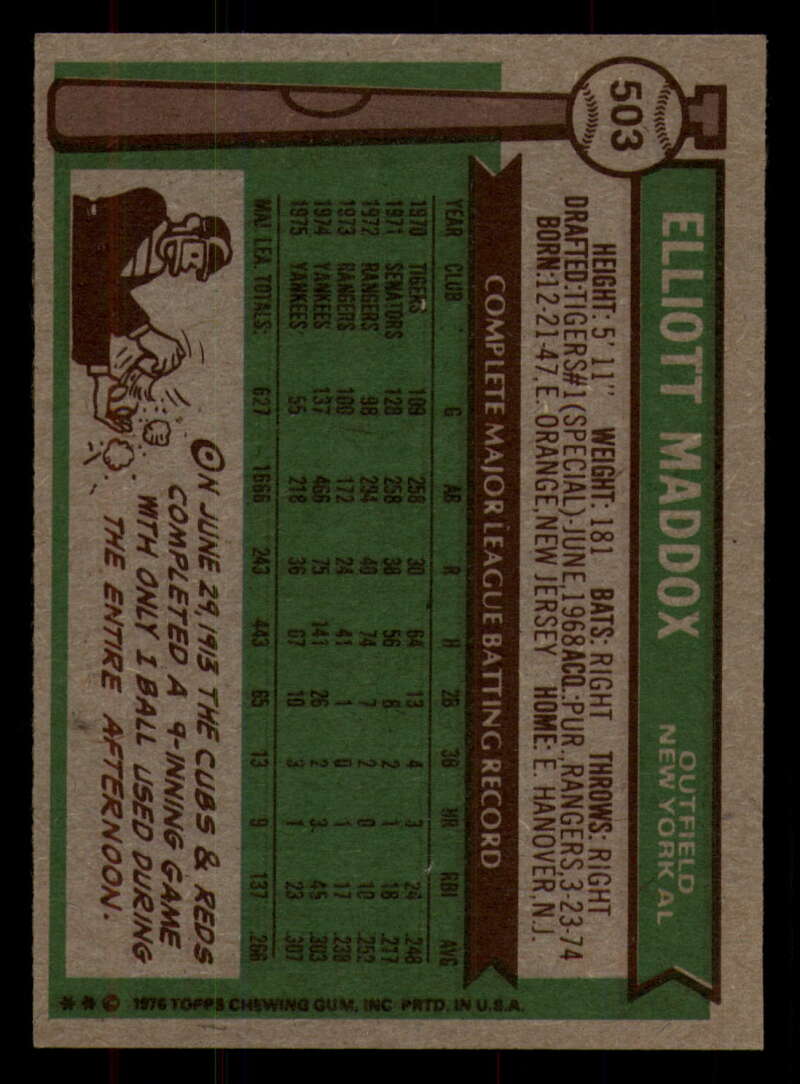 503
ELLIOTT MADDOX
OUTFIELD
NEW YORK AL
HEIGHT: 5' 11" WEIGHT: 181 BATS: RIGHT THROWS: RIGHT
DRAFTED: TIGERS#1(SPECIAL)-JUNE,1968 ACQ.: PUR., RANGERS, 3-23-74
BORN: 12-21-47, E. ORANGE, NEW JERSEY HOME: E. HANOVER, N.J.
COMPLETE MAJOR LEAGUE BATTING RECORD
YEAR CLUB G AB R H 2B 3B HR RBI AVG
1970 TIGERS 109 258 30 64 13 4 3 24 .248
1971 SENATORS 128 258 38 56 8 2 1 18 .217
1972 RANGERS 98 294 40 74 7 2 0 10 .252
1973 RANGERS 100 172 24 41 1 0 1 17 .238
1974 YANKEES 137 466 75 141 26 2 3 45 .303
1975 YANKEES 55 218 36 67 10 3 1 23 .307
MAJ. LEA. TOTALS: 627 1666 243 443 65 13 9 137 .266
ON JUNE 29, 1913 THE CUBS & REDS
COMPLETED A 9-INNING GAME
WITH ONLY 1 BALL USED DURING
THE ENTIRE AFTERNOON.
** © 1976 TOPPS CHEWING GUM, INC. PRTD. IN U.S.A.